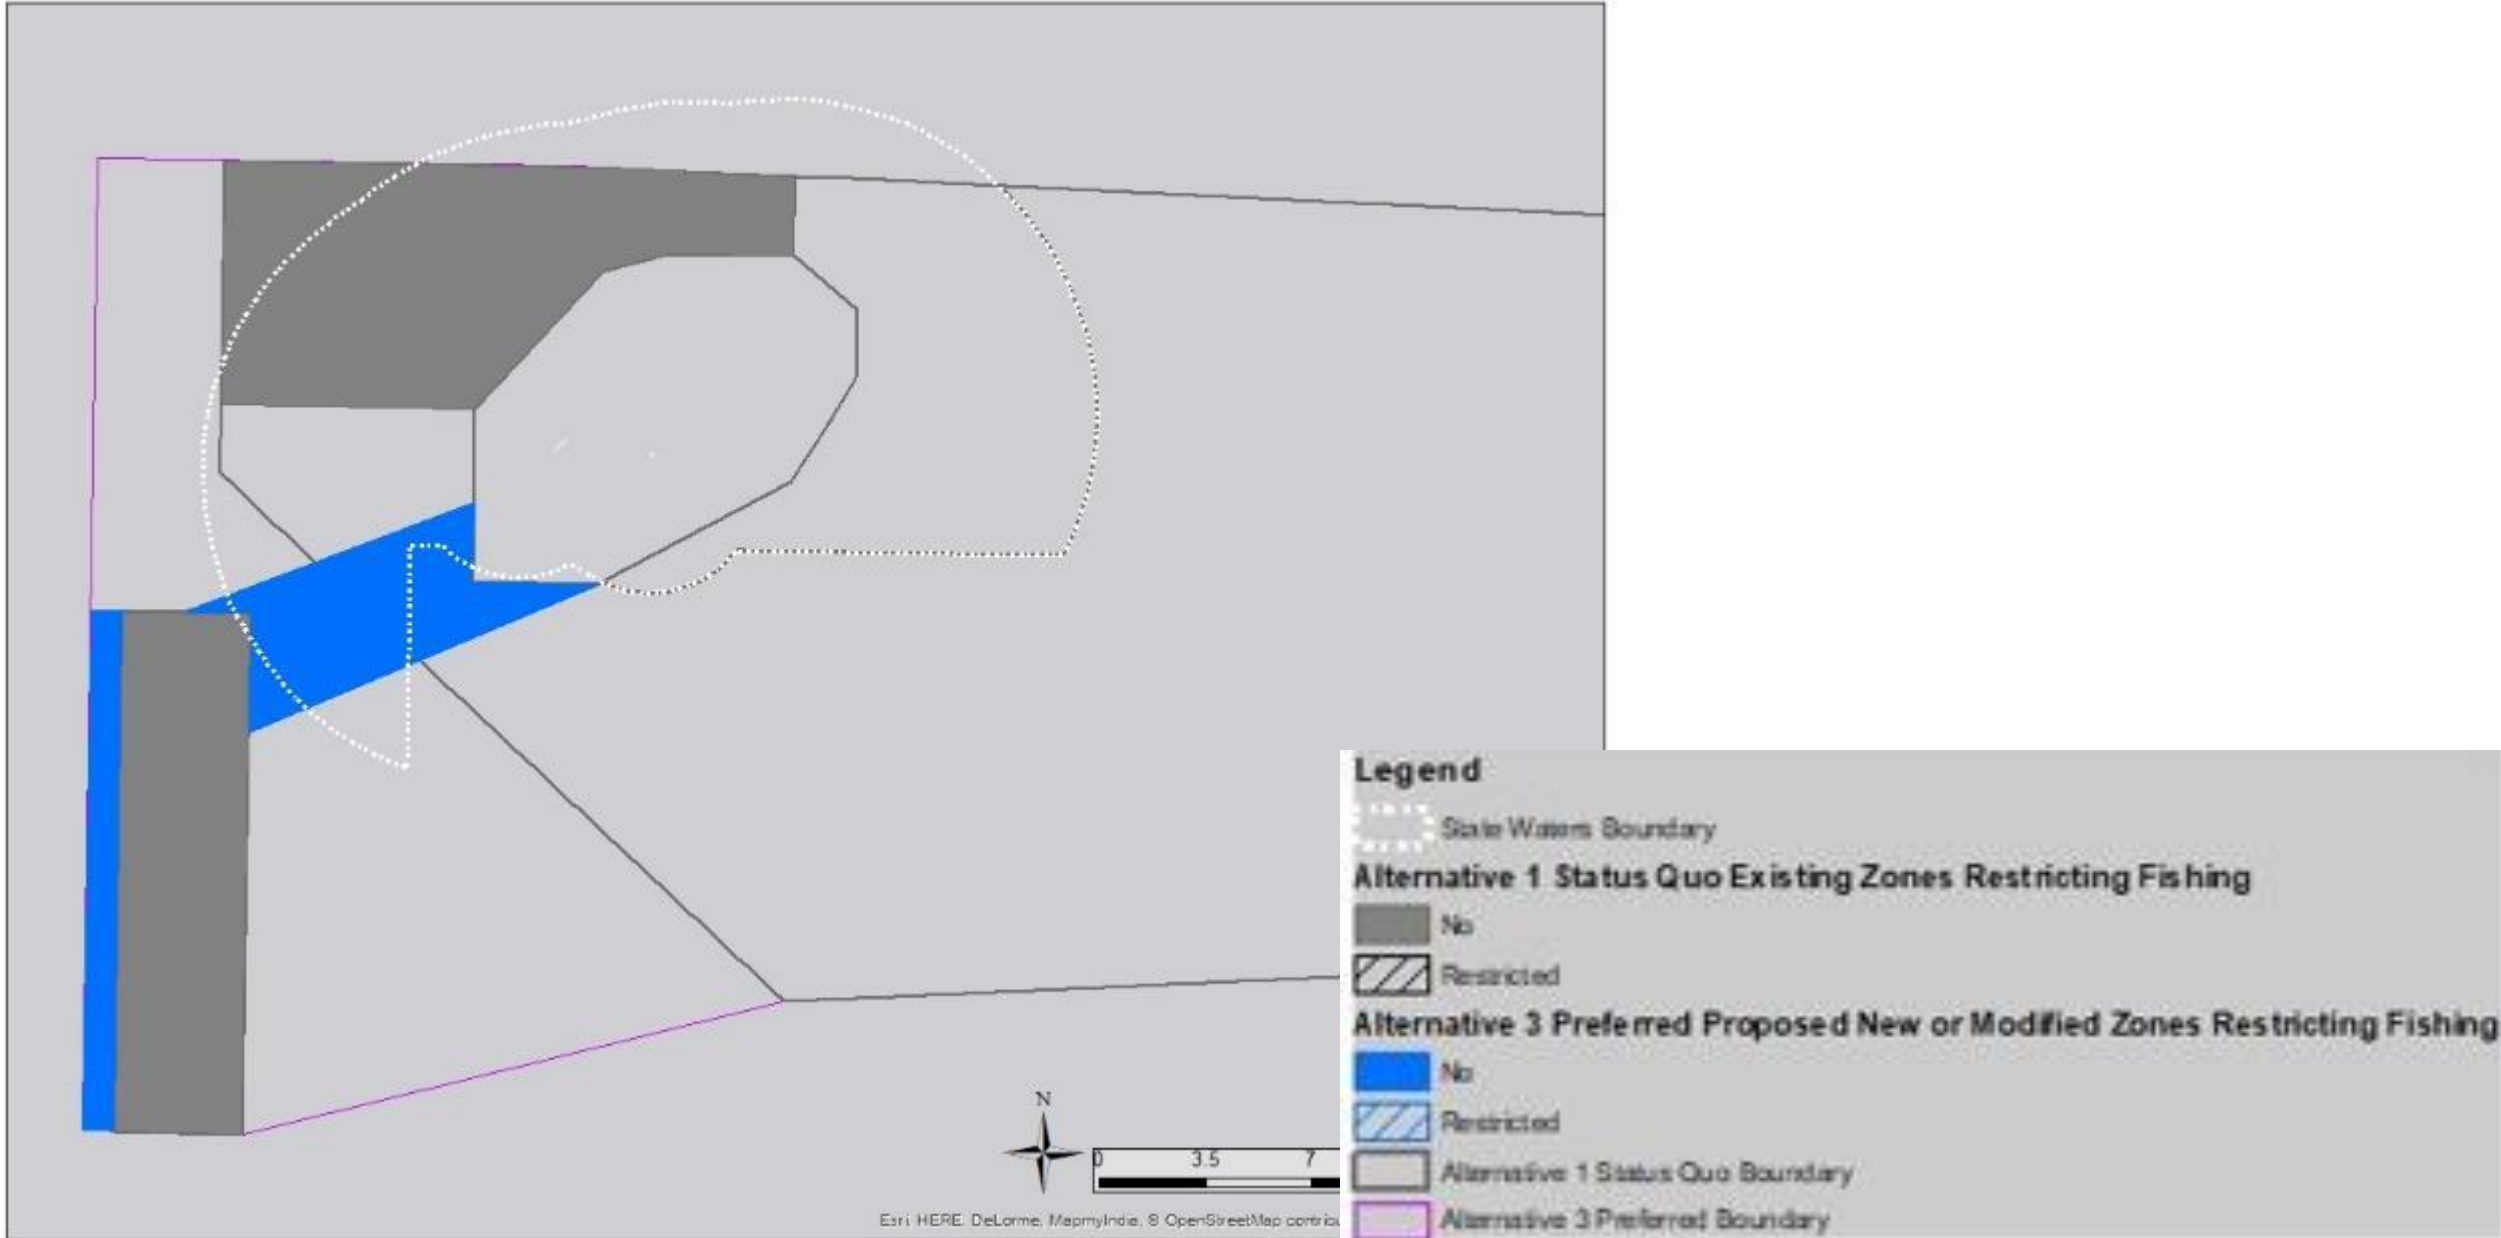 N
0 3.5 7
Esri, HERE, DeLorme, MapmyIndia, © OpenStreetMap contribu
Legend
State Waters Boundary
Alternative 1 Status Quo Existing Zones Restricting Fishing
No
Restricted
Alternative 3 Preferred Proposed New or Modified Zones Restricting Fishing
No
Restricted
Alternative 1 Status Quo Boundary
Alternative 3 Preferred Boundary